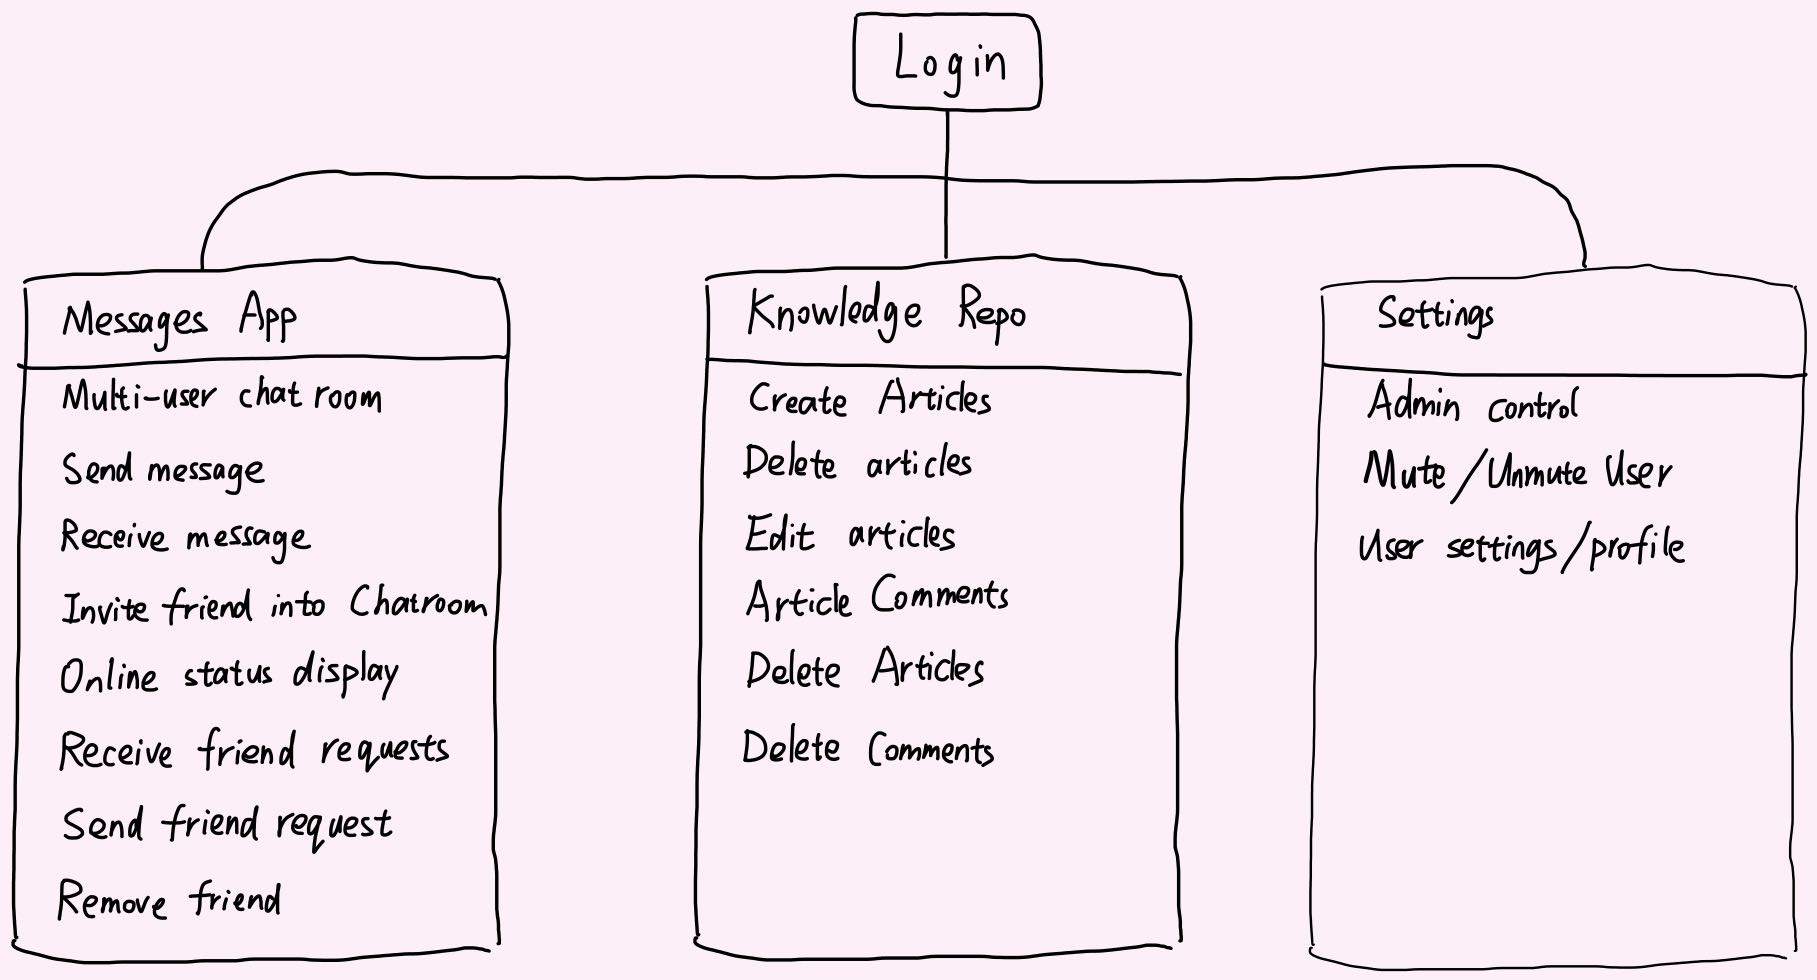 Login
Messages App
Multi-user chat room
Send message
Receive message
Invite friend into Chatroom
Online status display
Receive friend requests
Send friend request
Remove friend
Knowledge Repo
Create Articles
Delete articles
Edit articles
Article Comments
Delete Articles
Delete Comments
Settings
Admin control
Mute/Unmute User
User settings/profile